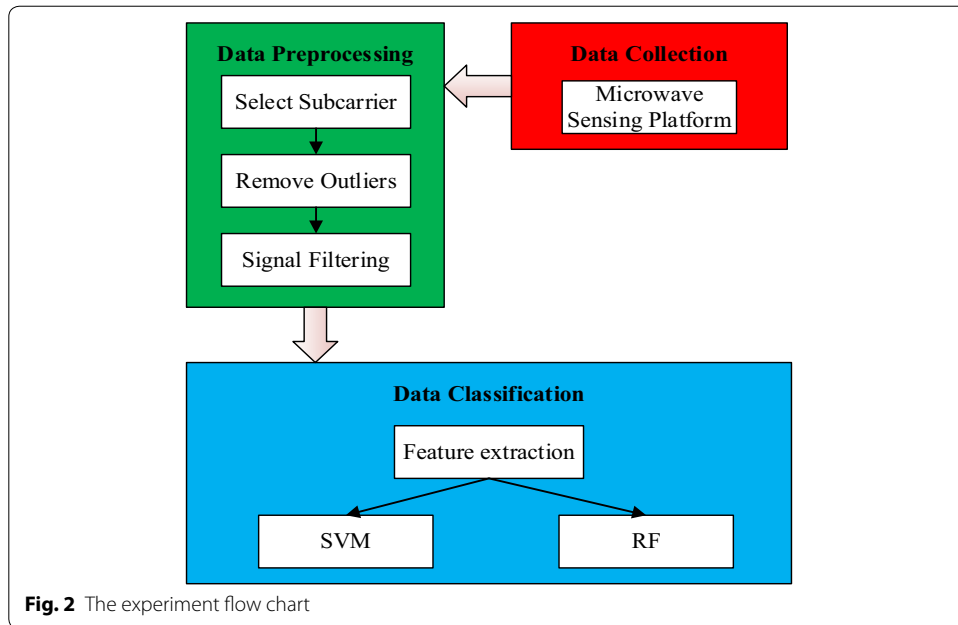 Data Preprocessing
Select Subcarrier
Remove Outliers
Signal Filtering
Data Collection
Microwave
Sensing Platform
Data Classification
Feature extraction
SVM
RF
Fig. 2 The experiment flow chart